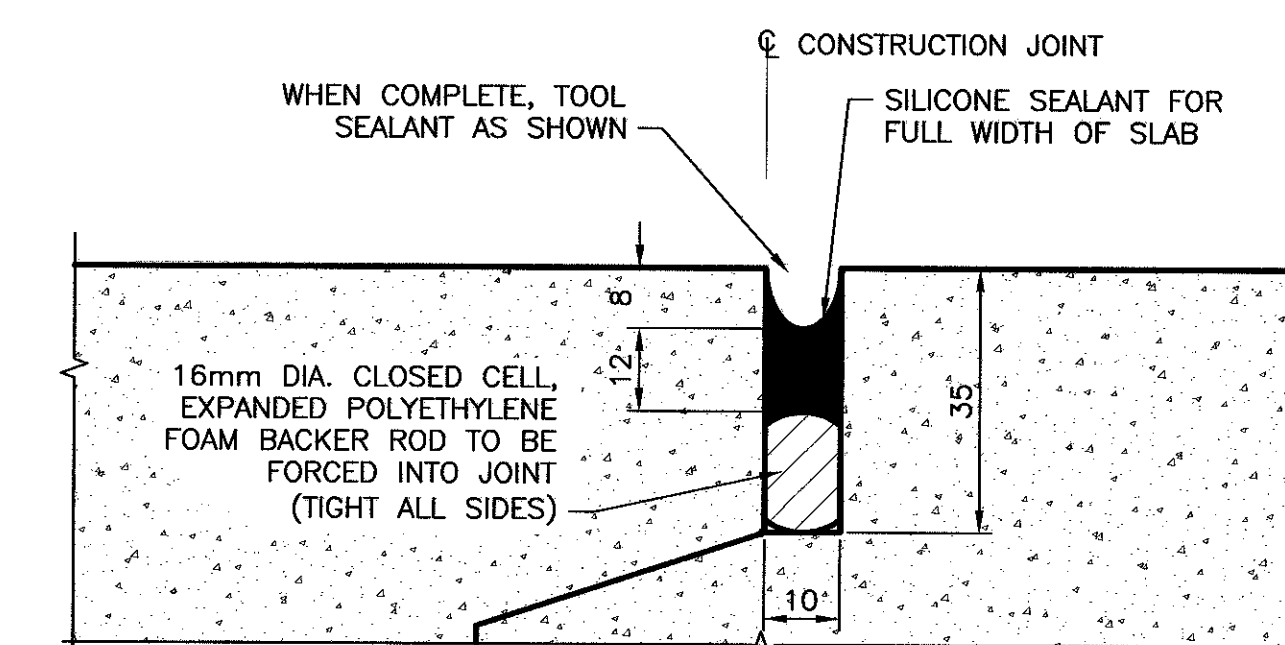 ℄ CONSTRUCTION JOINT
WHEN COMPLETE, TOOL
SEALANT AS SHOWN
SILICONE SEALANT FOR
FULL WIDTH OF SLAB
8
12
16mm DIA. CLOSED CELL,
EXPANDED POLYETHYLENE
FOAM BACKER ROD TO BE
FORCED INTO JOINT
(TIGHT ALL SIDES)
35
10